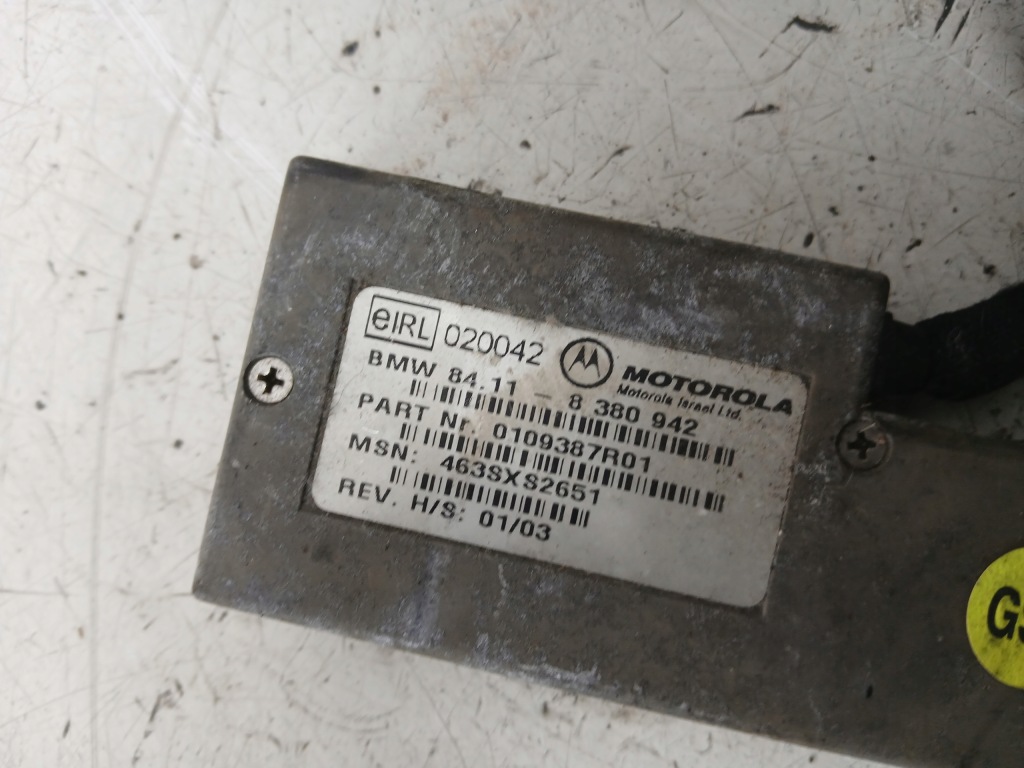 eIRL 020042 MOTOROLA
Motorola Israel Ltd.
BMW 84.11 - 8 380 942
PART Nr. 0109387R01
MSN: 463SXS2651
REV. H/S: 01/03